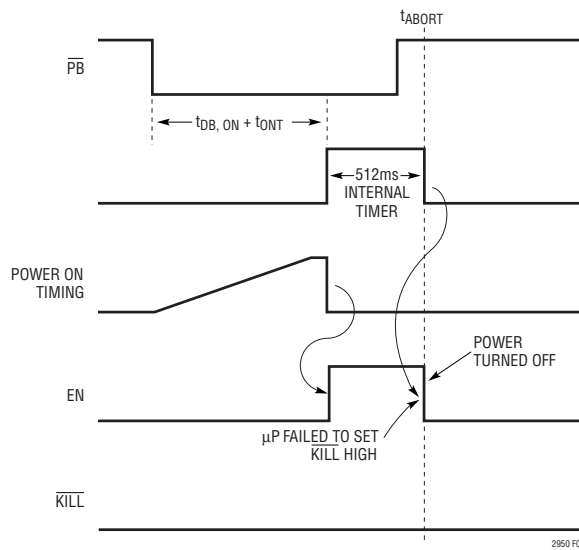 tABORT
PB
tDB, ON + tONT
512ms
INTERNAL
TIMER
POWER ON
TIMING
POWER
TURNED OFF
EN
µP FAILED TO SET
KILL HIGH
KILL
2950 F0